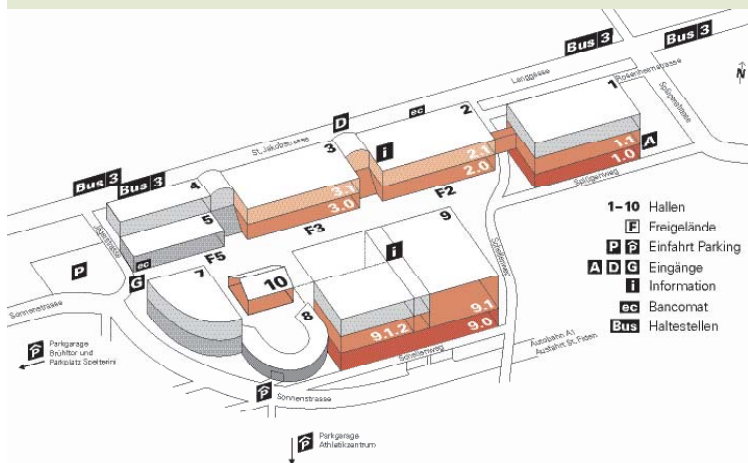 Bus 3
Bus 3
Langgasse
Rosenheimstrasse
N
ec
2
1
Splügenstrasse
D
St. Jakobstrasse
3
i
2.1
2.0
1.1
1.0
A
Bus 3
Bus 3
4
3.1
3.0
F2
Splügenweg
5
F3
9
1–10 Hallen
F Freigelände
P P Einfahrt Parking
A D G Eingänge
i Information
ec Bancomat
Bus Haltestellen
F5
i
P
ec
G
7
10
Sonnenstrasse
8
9.1
9.1.2
9.0
Autobahn A1
Ausfahrt St. Fiden
P
Parkgarage
Brühltor und
Parkplatz Spelterini
P
Sonnenstrasse
P
Parkgarage
Athletikzentrum